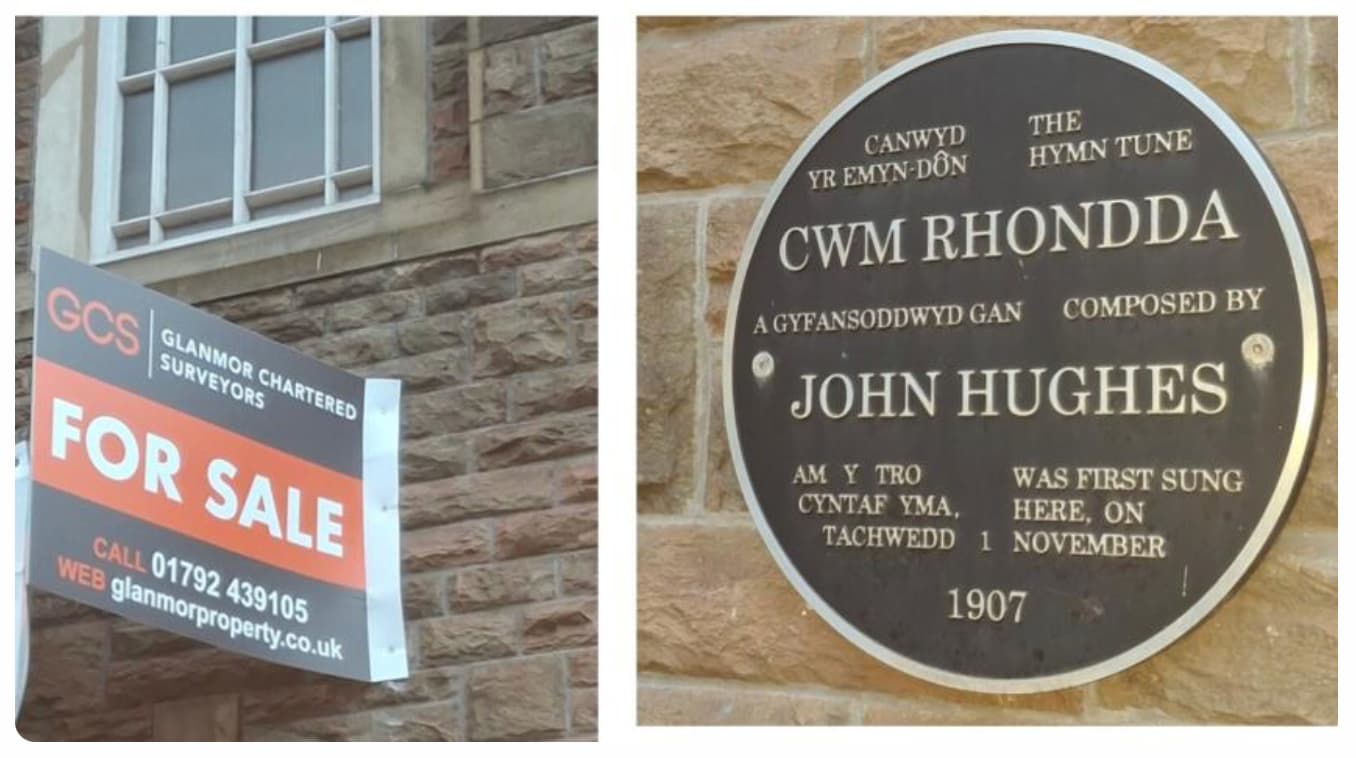 GCS
GLANMOR CHARTERED
SURVEYORS
FOR SALE
CALL 01792 439105
WEB glanmorproperty.co.uk
CANWYD THE
YR EMYN-DÔN HYMN TUNE
CWM RHONDDA
A GYFANSODDWYD GAN COMPOSED BY
JOHN HUGHES
AM Y TRO WAS FIRST SUNG
CYNTAF YMA, HERE, ON
TACHWEDD 1 NOVEMBER
1907